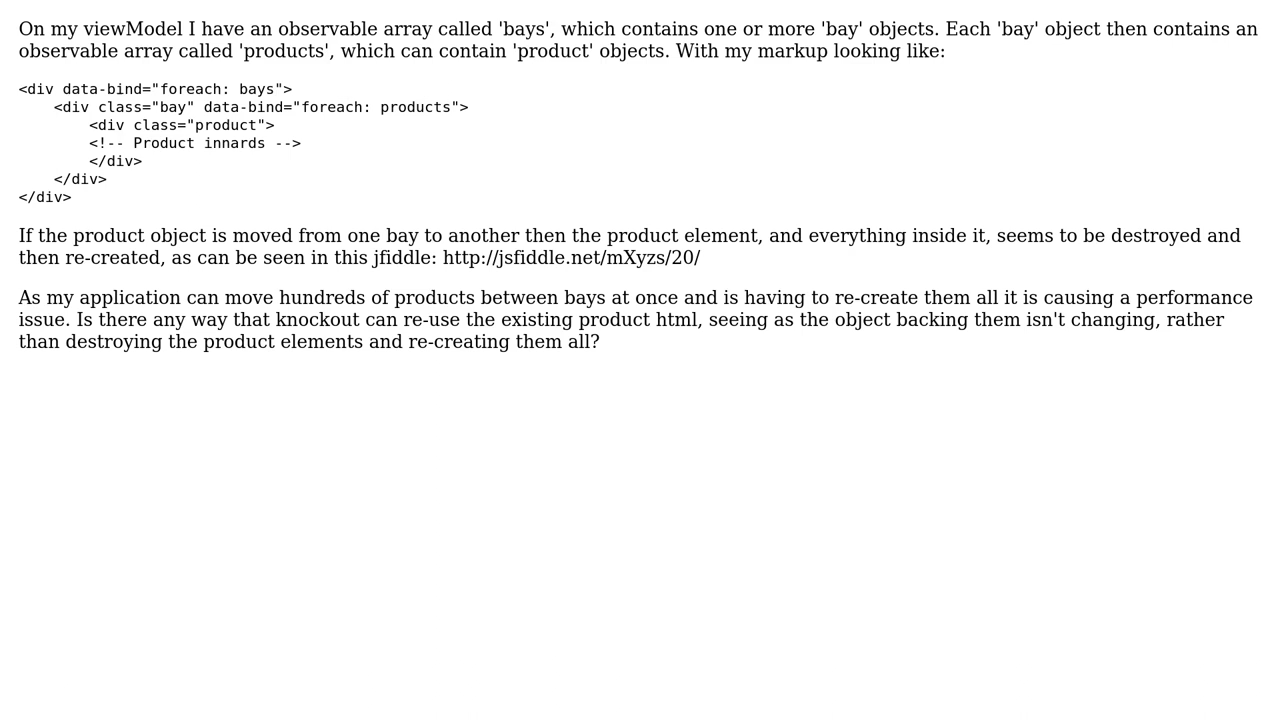 On my viewModel I have an observable array called 'bays', which contains one or more 'bay' objects. Each 'bay' object then contains an
observable array called 'products', which can contain 'product' objects. With my markup looking like:
<div data-bind="foreach: bays">
    <div class="bay" data-bind="foreach: products">
        <div class="product">
        <!-- Product innards -->
        </div>
    </div>
</div>
If the product object is moved from one bay to another then the product element, and everything inside it, seems to be destroyed and
then re-created, as can be seen in this jfiddle: http://jsfiddle.net/mXyzs/20/
As my application can move hundreds of products between bays at once and is having to re-create them all it is causing a performance
issue. Is there any way that knockout can re-use the existing product html, seeing as the object backing them isn't changing, rather
than destroying the product elements and re-creating them all?